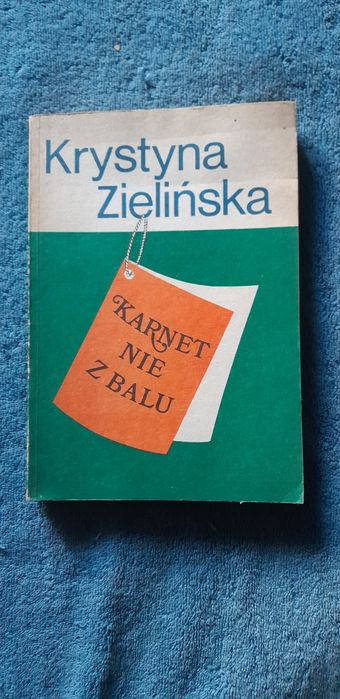 Krystyna
Zielińska
KARNET
NIE
Z BALU